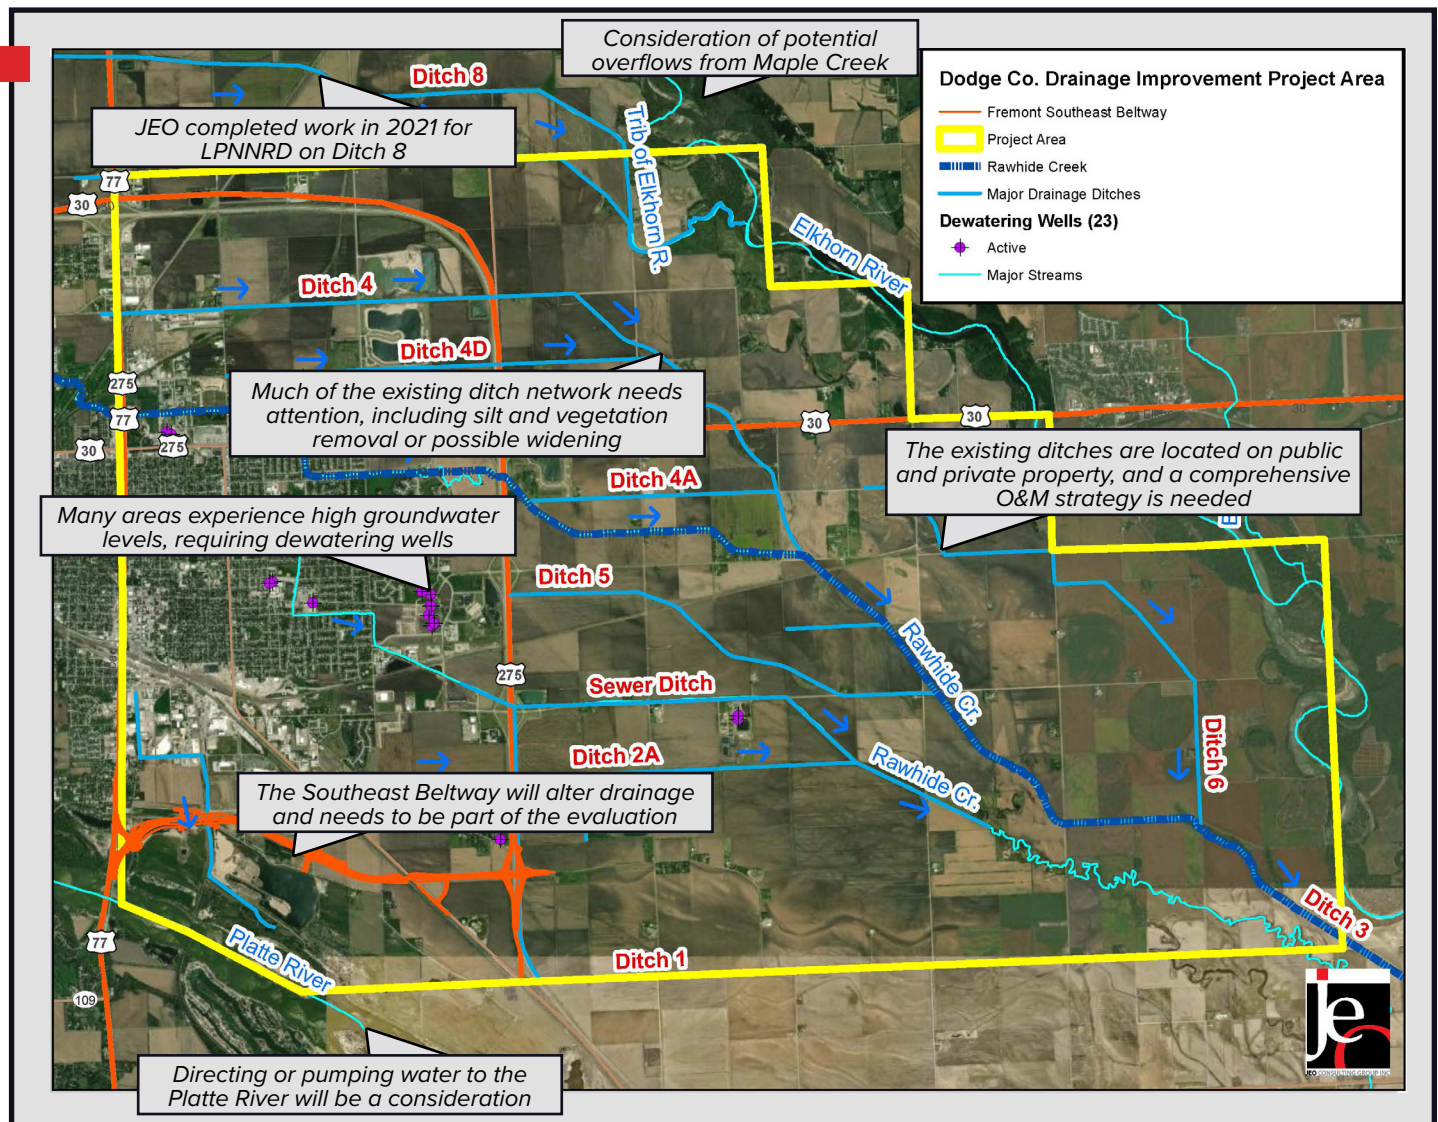 Consideration of potential
overflows from Maple Creek
Dodge Co. Drainage Improvement Project Area
Fremont Southeast Beltway
Project Area
Rawhide Creek
Major Drainage Ditches
Dewatering Wells (23)
Active
Major Streams
Ditch 8
JEO completed work in 2021 for
LPNNRD on Ditch 8
Trib of Elkhorn R.
77
30
30
Elkhorn River
Ditch 4
Ditch 4D
275
77
30
275
Much of the existing ditch network needs
attention, including silt and vegetation
removal or possible widening
30
30
30
The existing ditches are located on public
and private property, and a comprehensive
O&M strategy is needed
Ditch 4A
Many areas experience high groundwater
levels, requiring dewatering wells
Ditch 5
Rawhide Cr.
275
Sewer Ditch
Ditch 6
Ditch 2A
Rawhide Cr.
The Southeast Beltway will alter drainage
and needs to be part of the evaluation
Ditch 3
77
Platte River
Ditch 1
109
Directing or pumping water to the
Platte River will be a consideration
jeo
JEO CONSULTING GROUP INC